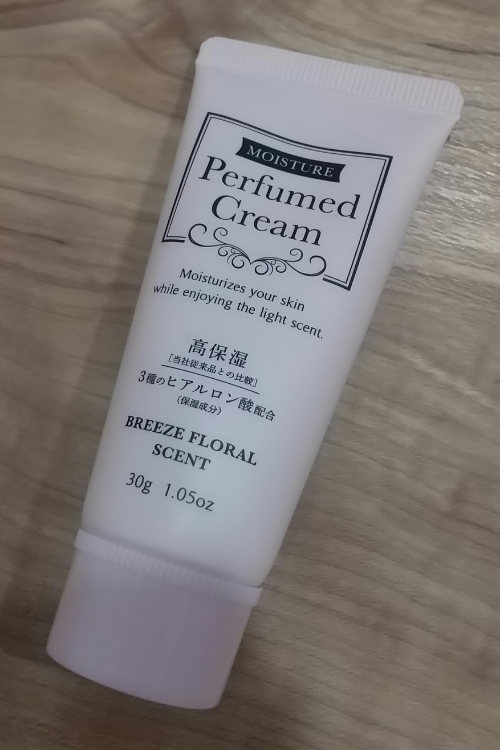 MOISTURE
Perfumed
Cream
Moisturizes your skin
while enjoying the light scent.
高保湿
[当社従来品との比較]
3種のヒアルロン酸配合
(保湿成分)
BREEZE FLORAL
SCENT
30g 1.05oz